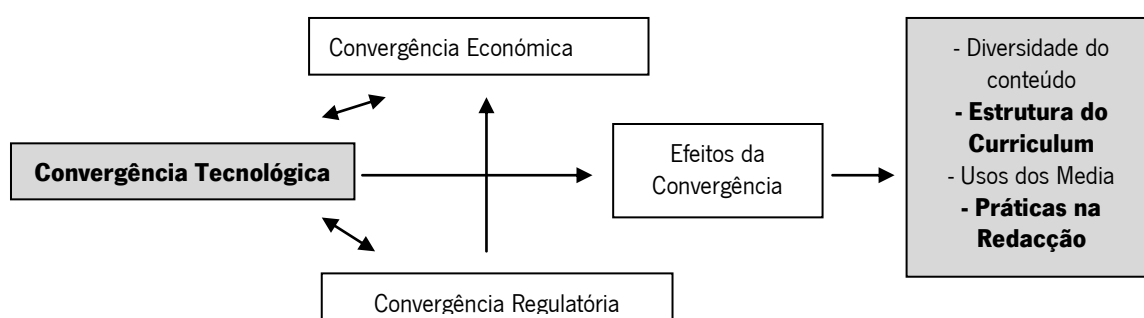 Convergência Económica
Convergência Tecnológica
Efeitos da
Convergência
Convergência Regulatória
- Diversidade do
conteúdo
- Estrutura do
Curriculum
- Usos dos Media
- Práticas na
Redacção